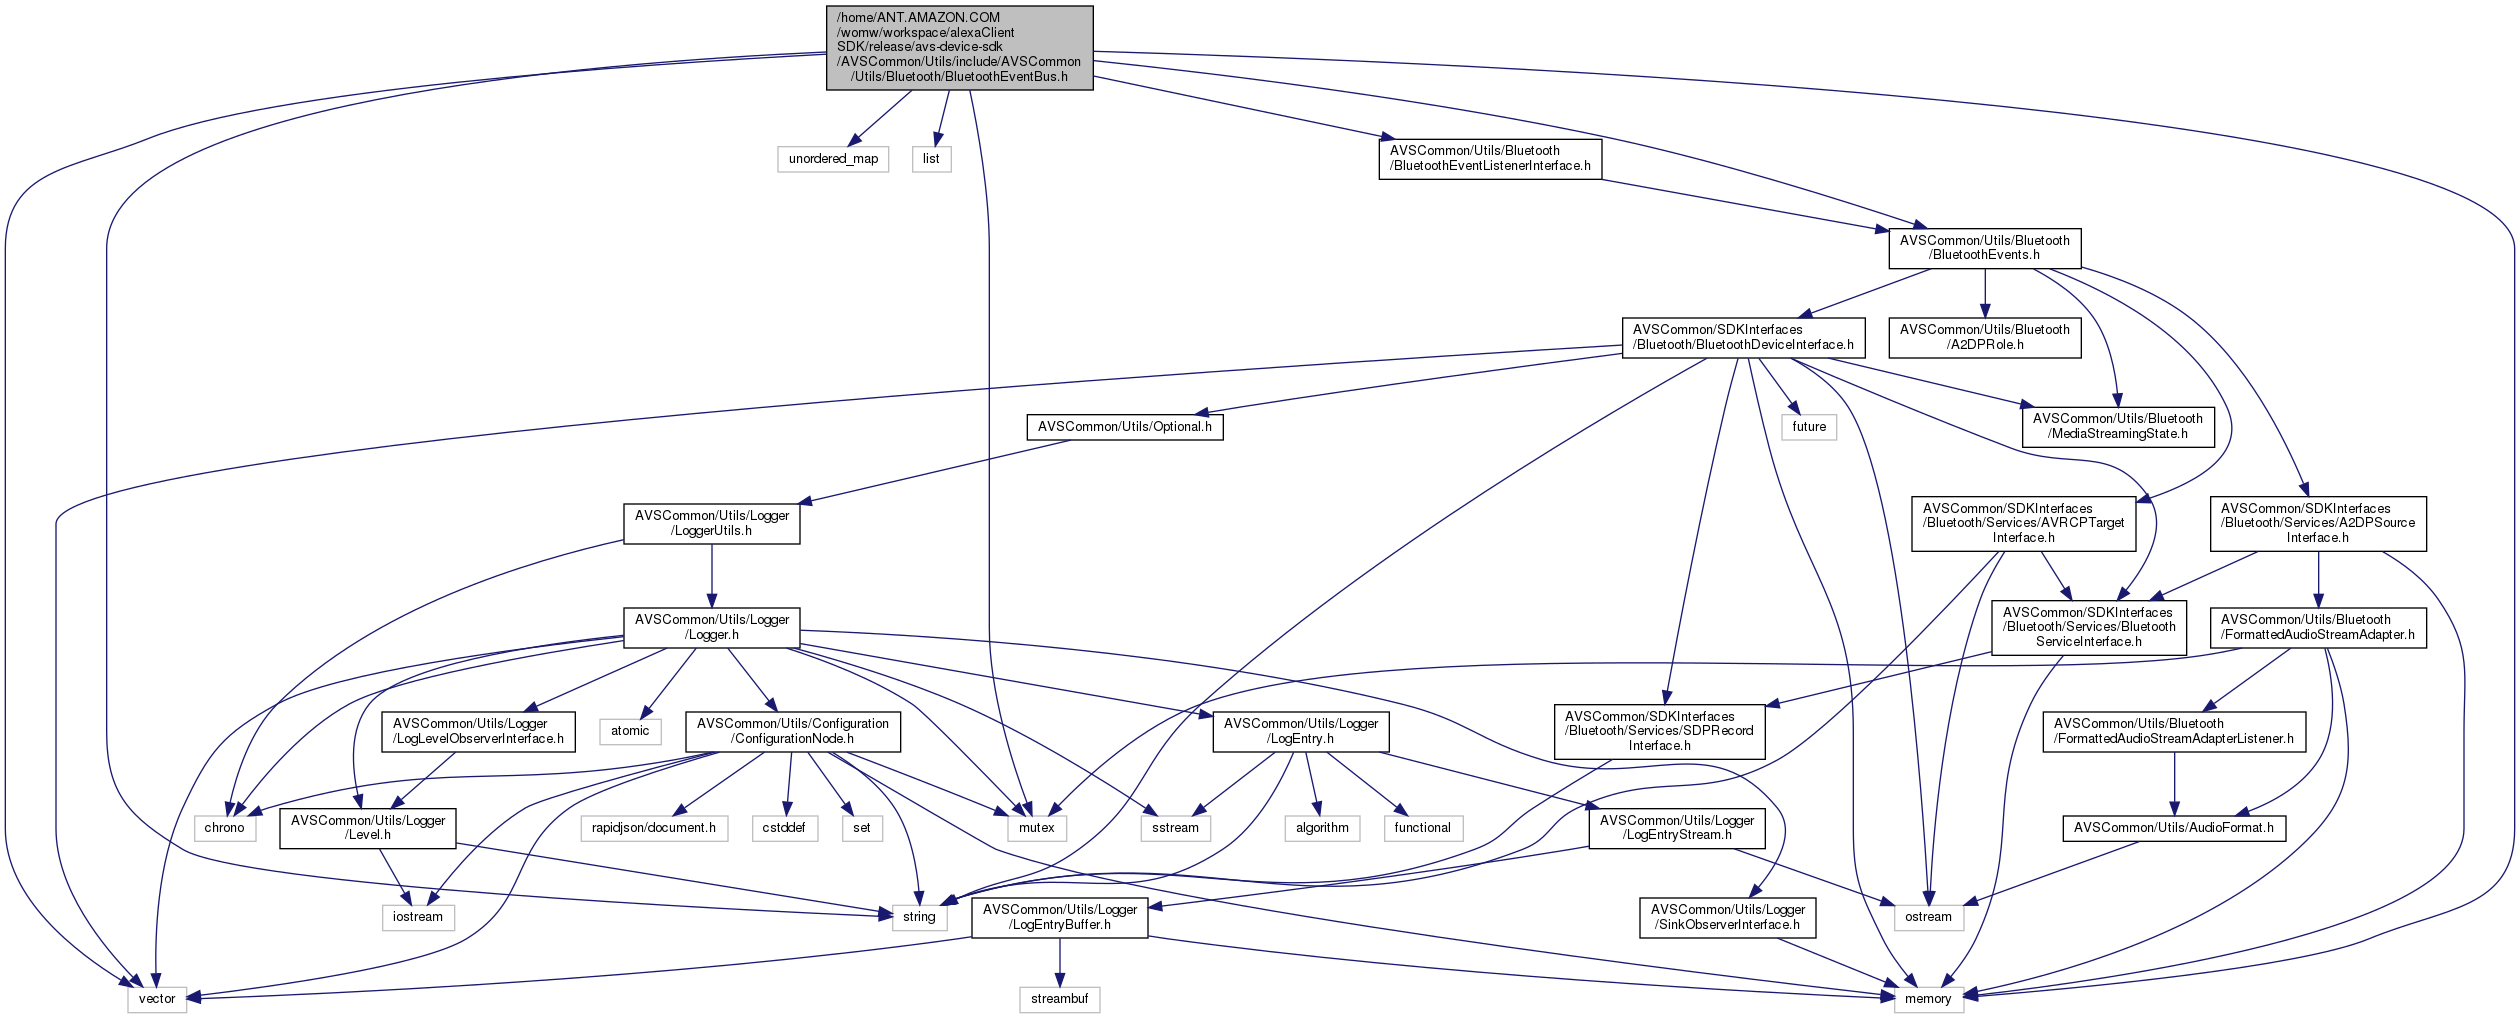 /home/ANT.AMAZON.COM
/womw/workspace/alexaClient
SDK/release/avs-device-sdk
/AVSCommon/Utils/include/AVSCommon
/Utils/Bluetooth/BluetoothEventBus.h
unordered_map
list
AVSCommon/Utils/Bluetooth
/BluetoothEventListenerInterface.h
AVSCommon/Utils/Bluetooth
/BluetoothEvents.h
AVSCommon/SDKInterfaces
/Bluetooth/BluetoothDeviceInterface.h
AVSCommon/Utils/Bluetooth
/A2DPRole.h
AVSCommon/Utils/Optional.h
future
AVSCommon/Utils/Bluetooth
/MediaStreamingState.h
AVSCommon/Utils/Logger
/LoggerUtils.h
AVSCommon/SDKInterfaces
/Bluetooth/Services/AVRCPTarget
Interface.h
AVSCommon/SDKInterfaces
/Bluetooth/Services/A2DPSource
Interface.h
AVSCommon/Utils/Logger
/Logger.h
AVSCommon/SDKInterfaces
/Bluetooth/Services/Bluetooth
ServiceInterface.h
AVSCommon/Utils/Bluetooth
/FormattedAudioStreamAdapter.h
AVSCommon/Utils/Logger
/LogLevelObserverInterface.h
atomic
AVSCommon/Utils/Configuration
/ConfigurationNode.h
AVSCommon/Utils/Logger
/LogEntry.h
AVSCommon/SDKInterfaces
/Bluetooth/Services/SDPRecord
Interface.h
AVSCommon/Utils/Bluetooth
/FormattedAudioStreamAdapterListener.h
chrono
AVSCommon/Utils/Logger
/Level.h
rapidjson/document.h
cstddef
set
mutex
sstream
algorithm
functional
AVSCommon/Utils/Logger
/LogEntryStream.h
AVSCommon/Utils/AudioFormat.h
iostream
string
AVSCommon/Utils/Logger
/LogEntryBuffer.h
AVSCommon/Utils/Logger
/SinkObserverInterface.h
ostream
vector
streambuf
memory